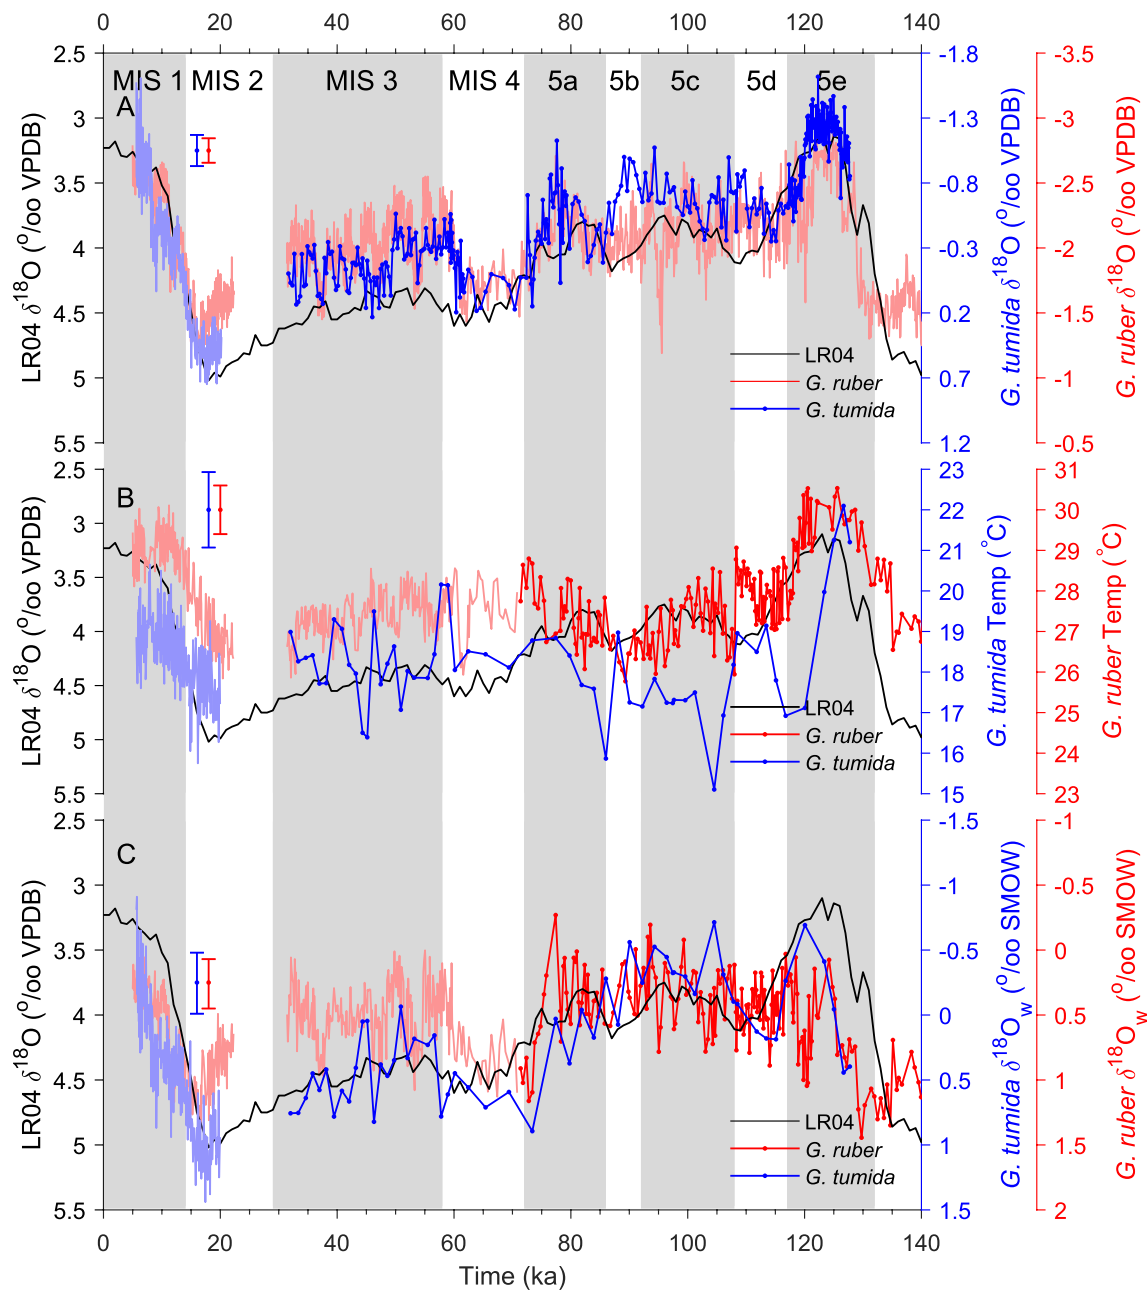 0 20 40 60 80 100 120 140
MIS 1 MIS 2 MIS 3 MIS 4 5a 5b 5c 5d 5e
A
2.5
3
3.5
4
4.5
5
5.5
LR04 δ18O (o/oo VPDB)
-1.8
-1.3
-0.8
-0.3
0.2
0.7
1.2
G. tumida δ18O (o/oo VPDB)
-3.5
-3
-2.5
-2
-1.5
-1
-0.5
G. ruber δ18O (o/oo VPDB)
LR04
G. ruber
G. tumida
B
2.5
3
3.5
4
4.5
5
5.5
LR04 δ18O (o/oo VPDB)
23
22
21
20
19
18
17
16
15
G. tumida Temp (°C)
31
30
29
28
27
26
25
24
23
G. ruber Temp (°C)
LR04
G. ruber
G. tumida
C
2.5
3
3.5
4
4.5
5
5.5
LR04 δ18O (o/oo VPDB)
-1.5
-1
-0.5
0
0.5
1
1.5
G. tumida δ18Ow (o/oo SMOW)
-1
-0.5
0
0.5
1
1.5
2
G. ruber δ18Ow (o/oo SMOW)
LR04
G. ruber
G. tumida
0 20 40 60 80 100 120 140
Time (ka)